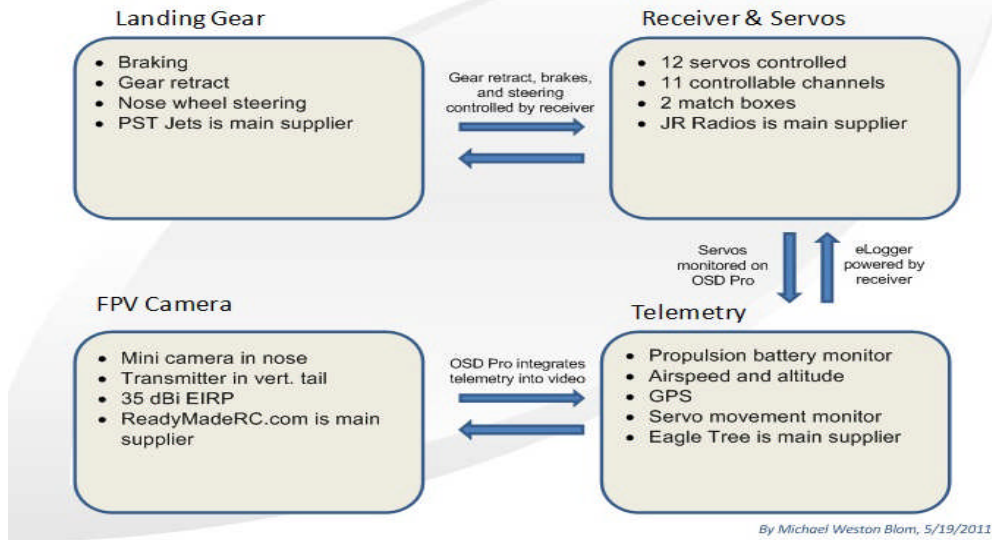 Landing Gear
• Braking
• Gear retract
• Nose wheel steering
• PST Jets is main supplier
Gear retract, brakes,
and steering
controlled by receiver
Receiver & Servos
• 12 servos controlled
• 11 controllable channels
• 2 match boxes
• JR Radios is main supplier
Servos
monitored on
OSD Pro
eLogger
powered by
receiver
FPV Camera
• Mini camera in nose
• Transmitter in vert. tail
• 35 dBi EIRP
• ReadyMadeRC.com is main
supplier
OSD Pro integrates
telemetry into video
Telemetry
• Propulsion battery monitor
• Airspeed and altitude
• GPS
• Servo movement monitor
• Eagle Tree is main supplier
By Michael Weston Blom, 5/19/2011